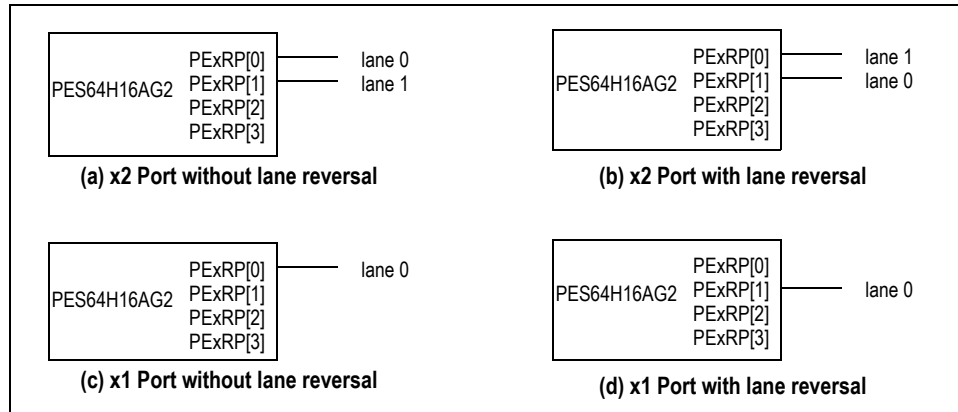 PES64H16AG2
PExRP[0]
PExRP[1]
PExRP[2]
PExRP[3]
lane 0
lane 1
(a) x2 Port without lane reversal
PES64H16AG2
PExRP[0]
PExRP[1]
PExRP[2]
PExRP[3]
lane 1
lane 0
(b) x2 Port with lane reversal
PES64H16AG2
PExRP[0]
PExRP[1]
PExRP[2]
PExRP[3]
lane 0
(c) x1 Port without lane reversal
PES64H16AG2
PExRP[0]
PExRP[1]
PExRP[2]
PExRP[3]
lane 0
(d) x1 Port with lane reversal